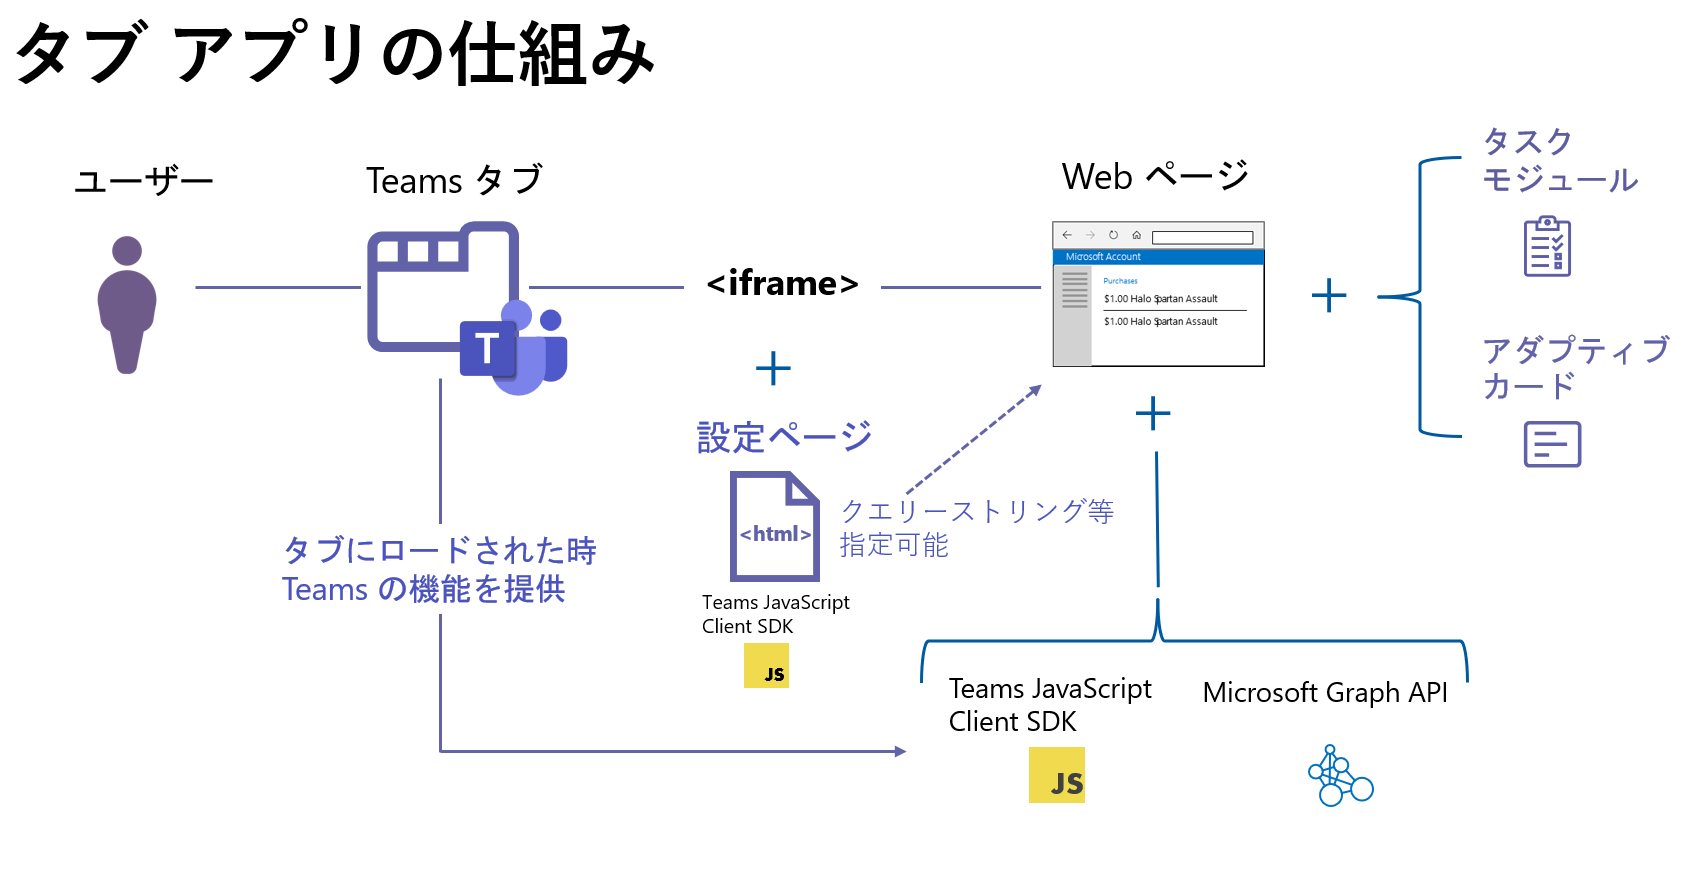 タブ アプリの仕組み
ユーザー
Teams タブ
T
<iframe>
Web ページ
Microsoft Account
Purchases
$1.00 Halo Spartan Assault
$1.00 Halo Spartan Assault
タスク
モジュール
アダプティブ
カード
設定ページ
<html>
クエリーストリング等
指定可能
Teams JavaScript
Client SDK
JS
タブにロードされた時
Teams の機能を提供
Teams JavaScript
Client SDK
JS
Microsoft Graph API